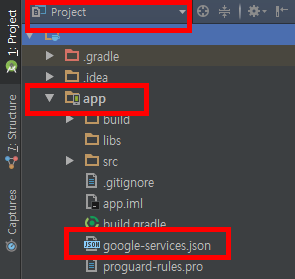 Project
.gradle
.idea
app
build
libs
src
.gitignore
app.iml
build.gradle
google-services.json
proguard-rules.pro
1: Project
7: Structure
Captures